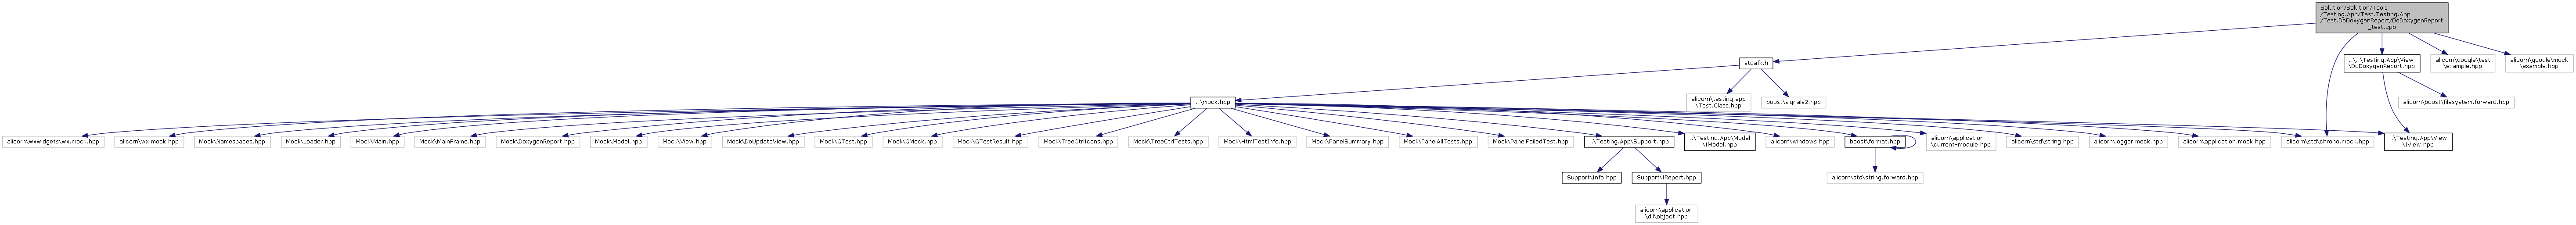 Solution/Solution/Tools
/Testing.App/Test.Testing.App
/Test.DoDoxygenReport/DoDoxygenReport
_test.cpp
stdafx.h
..\..\Testing.App\View
\DoDoxygenReport.hpp
alicorn\google\test
\example.hpp
alicorn\google\mock
\example.hpp
..\mock.hpp
alicorn\testing.app
\Test.Class.hpp
boost\signals2.hpp
alicorn\boost\filesystem.forward.hpp
alicorn\wxwidgets\wx.mock.hpp
alicorn\wx.mock.hpp
Mock\Namespaces.hpp
Mock\Loader.hpp
Mock\Main.hpp
Mock\MainFrame.hpp
Mock\DoxygenReport.hpp
Mock\Model.hpp
Mock\View.hpp
Mock\DoUpdateView.hpp
Mock\GTest.hpp
Mock\GMock.hpp
Mock\GTestResult.hpp
Mock\TreeCtrlIcons.hpp
Mock\TreeCtrlTests.hpp
Mock\HtmlTestInfo.hpp
Mock\PanelSummary.hpp
Mock\PanelAllTests.hpp
Mock\PanelFailedTest.hpp
..\Testing.App\Support.hpp
..\Testing.App\Model
\IModel.hpp
alicorn\windows.hpp
boost\format.hpp
alicorn\application
\current-module.hpp
alicorn\std\string.hpp
alicorn\logger.mock.hpp
alicorn\application.mock.hpp
alicorn\std\chrono.mock.hpp
..\Testing.App\View
\IView.hpp
Support\Info.hpp
Support\IReport.hpp
alicorn\std\string.forward.hpp
alicorn\application
\dll\object.hpp